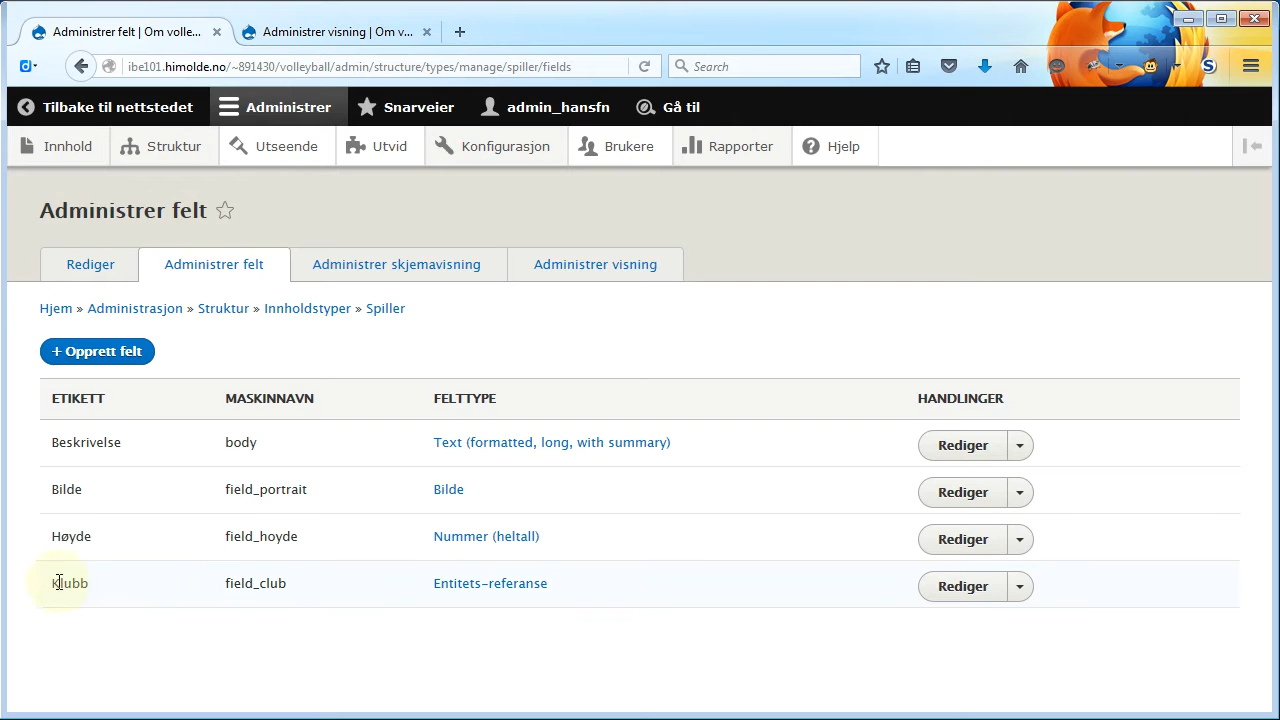 Administrer felt | Om volle...
Administrer visning | Om v...
ibe101.himolde.no/~891430/volleyball/admin/structure/types/manage/spiller/fields
Search
Tilbake til nettstedet
Administrer
Snarveier
admin_hansfn
Gå til
Innhold
Struktur
Utseende
Utvid
Konfigurasjon
Brukere
Rapporter
Hjelp
Administrer felt
Rediger
Administrer felt
Administrer skjemavisning
Administrer visning
Hjem » Administrasjon » Struktur » Innholdstyper » Spiller
+ Opprett felt
ETIKETT MASKINNAVN FELTTYPE HANDLINGER
Beskrivelse body Text (formatted, long, with summary) Rediger
Bilde field_portrait Bilde Rediger
Høyde field_hoyde Nummer (heltall) Rediger
Klubb field_club Entitets-referanse Rediger